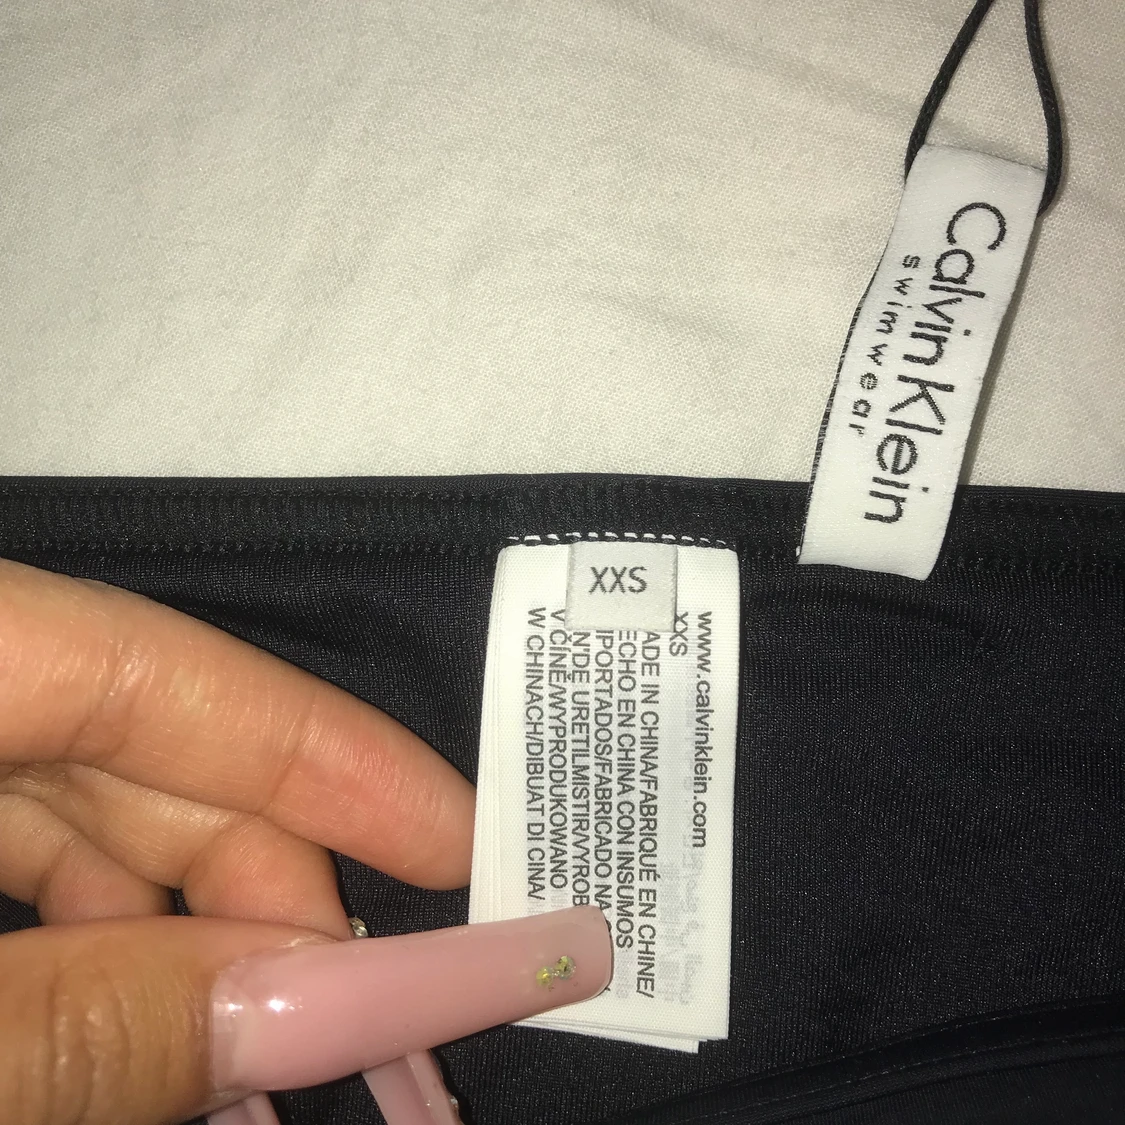 Calvin Klein
swimwear
XXS
www.calvinklein.com
XXS
ADE IN CHINA/FABRIQUÉ EN CHINE/
ECHO EN CHINA CON INSUMOS
IPORTADOS/FABRICADO NA
N'DE URETILMISTIR/VYROB
V ČÍNĚ/WYPRODUKOWANO
W CHINACH/DIBUAT DI CINA/